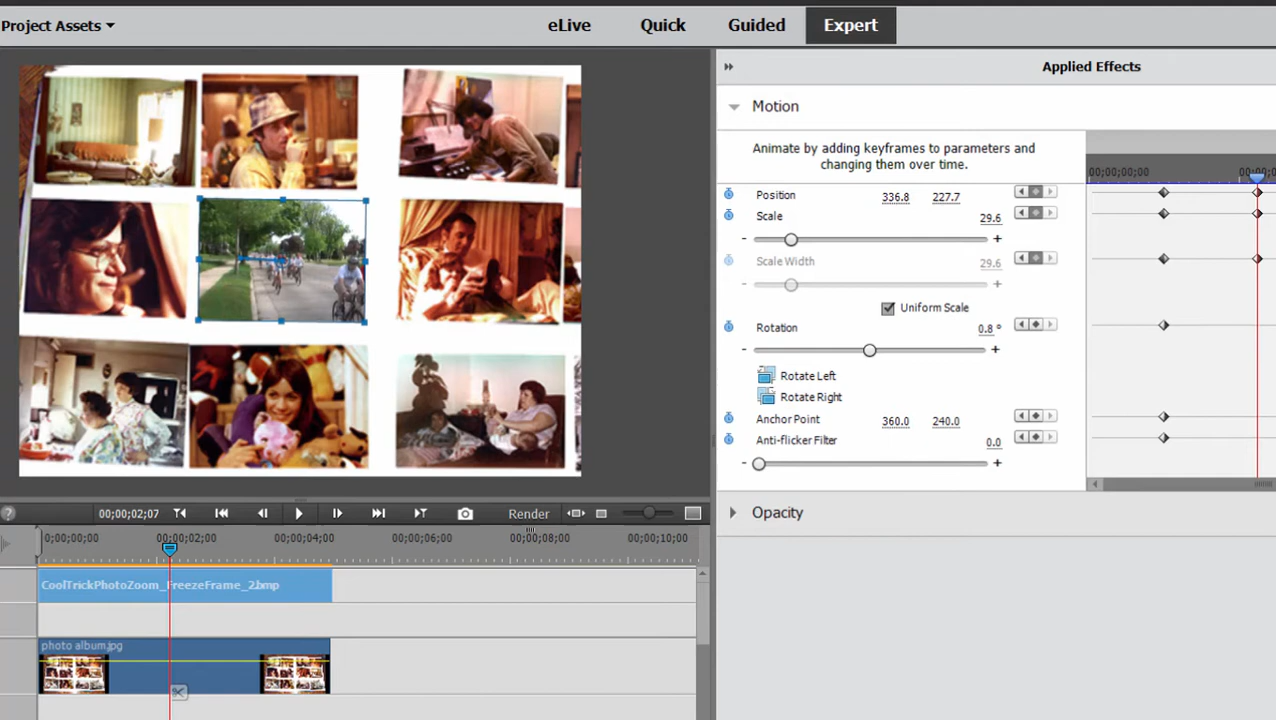 Project Assets
eLive
Quick
Guided
Expert
Applied Effects
Motion
Animate by adding keyframes to parameters and
changing them over time.
;00;00;00;00
00;00
Position 336.8 227.7
Scale 29.6
- +
Scale Width 29.6
- +
Uniform Scale
Rotation 0.8 °
- +
Rotate Left
Rotate Right
Anchor Point 360.0 240.0
Anti-flicker Filter 0.0
- +
Opacity
? 00;00;02;07 Render
;0;00;00;00 00;00;02;00 00;00;04;00 00;00;06;00 00;00;08;00 00;00;10;00
CoolTrickPhotoZoom_FreezeFrame_2.bmp
photo album.jpg